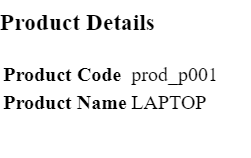 Product Details
Product Code prod_p001
Product Name LAPTOP